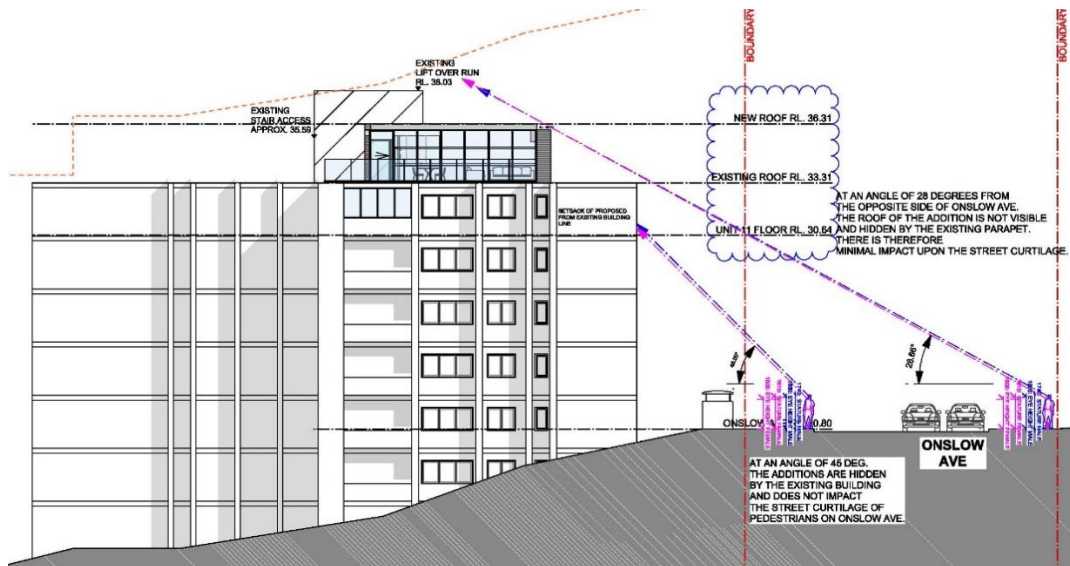 BOUNDARY
BOUNDARY
EXISTING
LIFT OVER RUN
RL. 38.03
EXISTING
STAIR ACCESS
APPROX. 35.59
NEW ROOF RL. 36.31
EXISTING ROOF RL. 33.31
AT AN ANGLE OF 28 DEGREES FROM
THE OPPOSITE SIDE OF ONSLOW AVE.
THE ROOF OF THE ADDITION IS NOT VISIBLE
AND HIDDEN BY THE EXISTING PARAPET.
THERE IS THEREFORE
MINIMAL IMPACT UPON THE STREET CURTILAGE.
SETBACK OF PROPOSED
FROM EXISTING BUILDING
LINE
UNIT 11 FLOOR RL. 30.64
28.66°
ONSLOW
0.80
ONSLOW
AVE
AT AN ANGLE OF 45 DEG.
THE ADDITIONS ARE HIDDEN
BY THE EXISTING BUILDING
AND DOES NOT IMPACT
THE STREET CURTILAGE OF
PEDESTRIANS ON ONSLOW AVE.